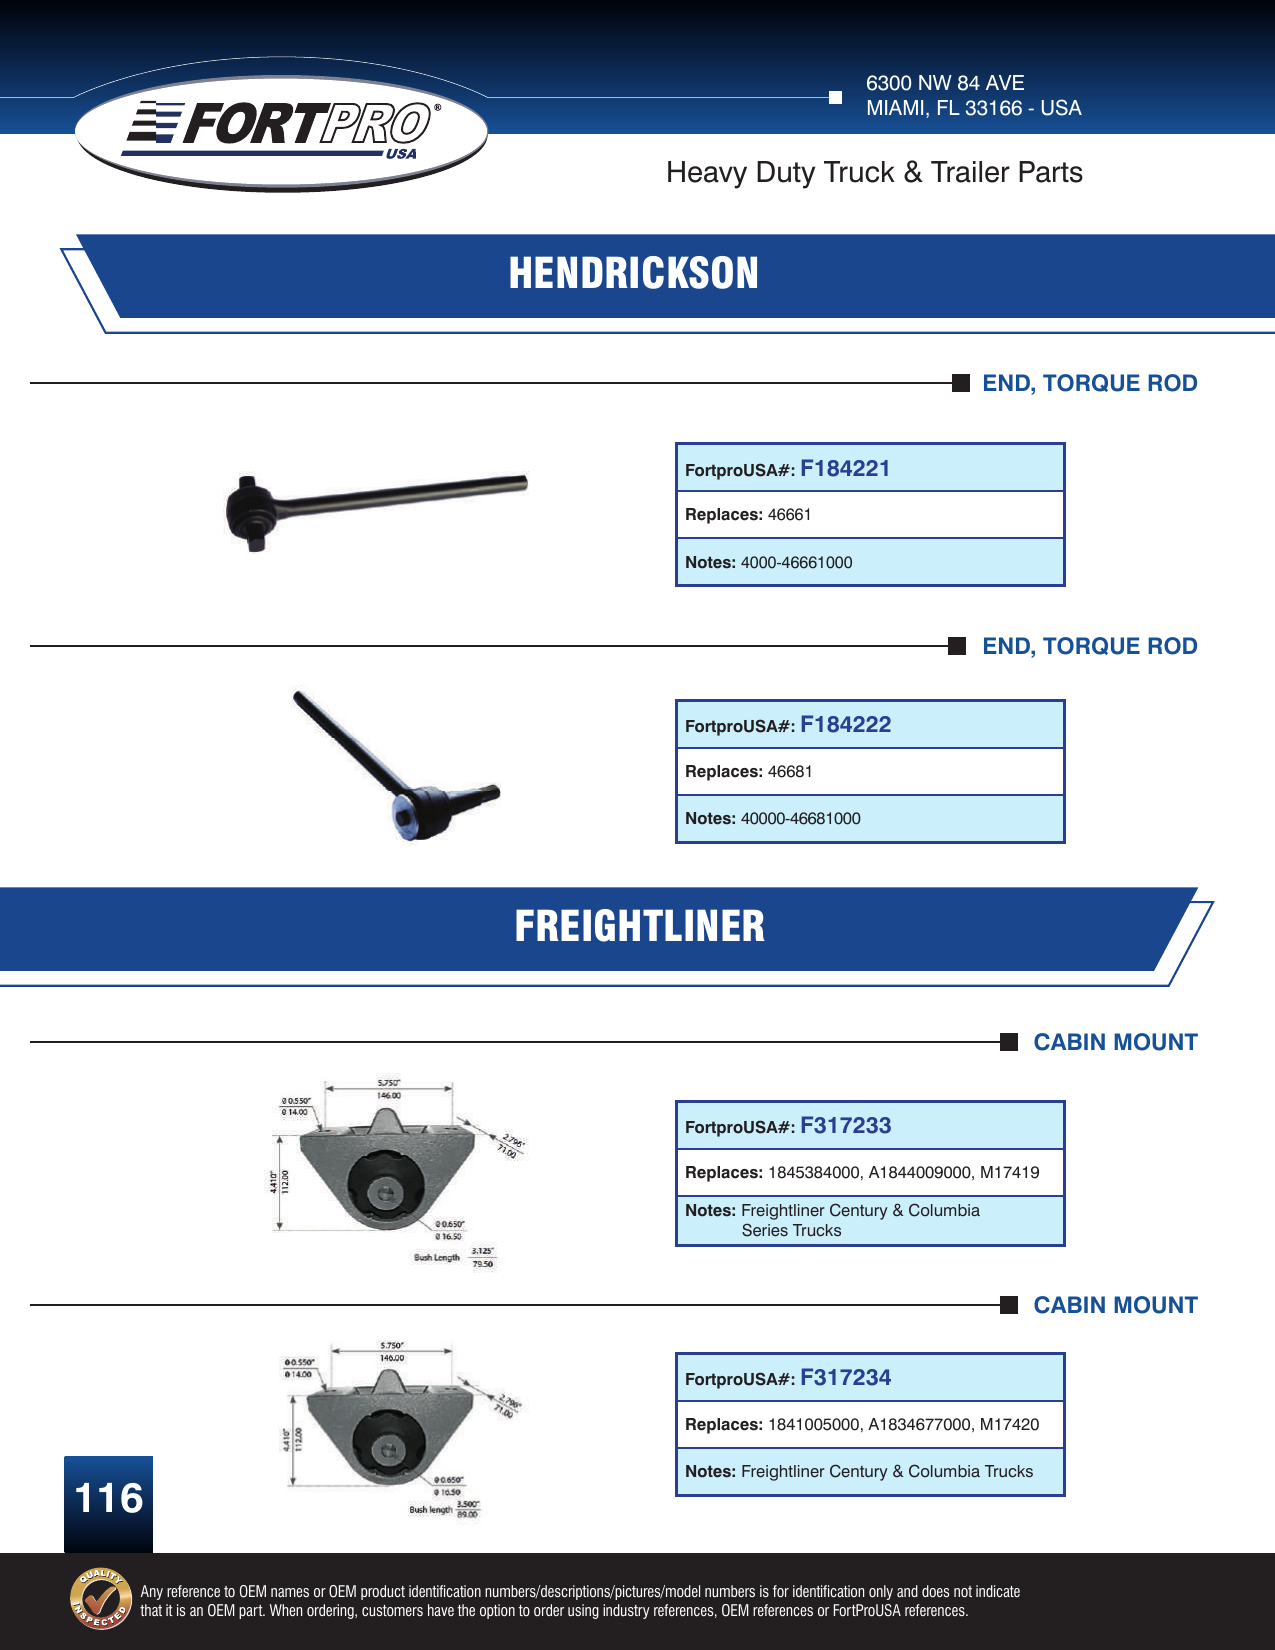 6300 NW 84 AVE
MIAMI, FL 33166 - USA
FORTPRO®
USA
Heavy Duty Truck & Trailer Parts
HENDRICKSON
END, TORQUE ROD
FortproUSA#: F184221
Replaces: 46661
Notes: 4000-46661000
END, TORQUE ROD
FortproUSA#: F184222
Replaces: 46681
Notes: 40000-46681000
FREIGHTLINER
CABIN MOUNT
5.750"
146.00
Ø 0.550"
Ø 14.00
2.796"
71.00
4.410"
112.00
Ø 0.650"
Ø 16.50
Bush Length 3.125"
79.50
FortproUSA#: F317233
Replaces: 1845384000, A1844009000, M17419
Notes: Freightliner Century & Columbia
Series Trucks
CABIN MOUNT
5.750"
146.00
Ø 0.550"
Ø 14.00
2.796"
71.00
4.410"
112.00
Ø 0.650"
Ø 16.50
Bush length 3.500"
89.00
FortproUSA#: F317234
Replaces: 1841005000, A1834677000, M17420
Notes: Freightliner Century & Columbia Trucks
116
QUALITY
INSPECTED
Any reference to OEM names or OEM product identification numbers/descriptions/pictures/model numbers is for identification only and does not indicate
that it is an OEM part. When ordering, customers have the option to order using industry references, OEM references or FortProUSA references.